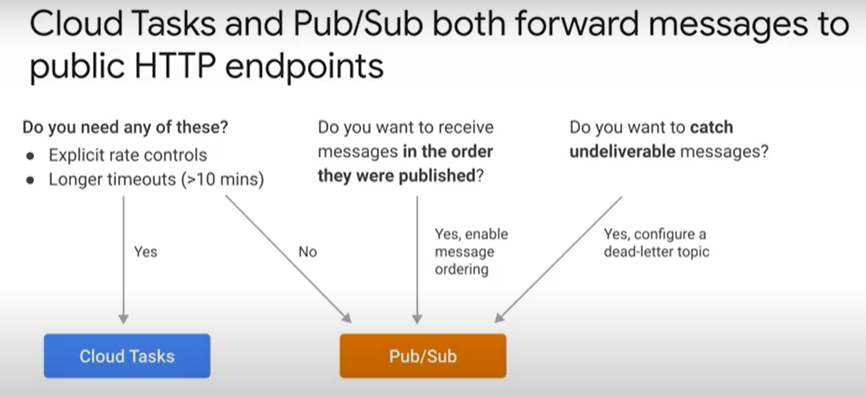 Cloud Tasks and Pub/Sub both forward messages to
public HTTP endpoints
Do you need any of these?
• Explicit rate controls
• Longer timeouts (>10 mins)
Do you want to receive
messages in the order
they were published?
Do you want to catch
undeliverable messages?
Yes
No
Yes, enable
message
ordering
Yes, configure a
dead-letter topic
Cloud Tasks
Pub/Sub